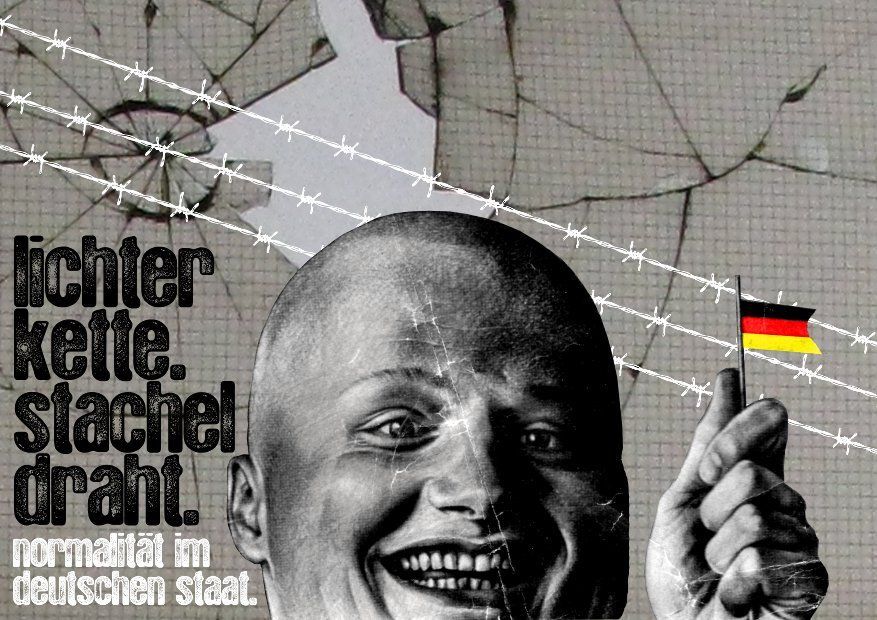 lichter
kette.
stachel
draht.
normalität im
deutschen staat.